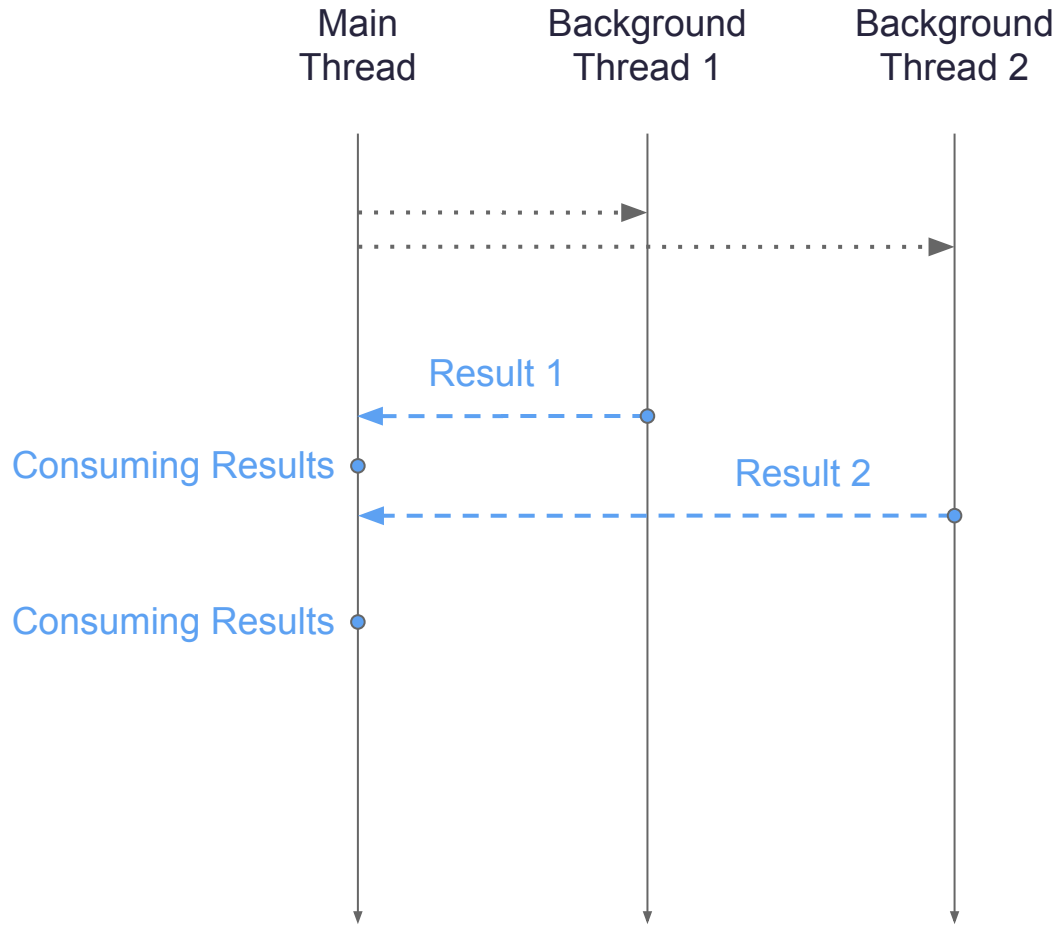 Main
Thread
Background
Thread 1
Background
Thread 2
Result 1
Consuming Results
Result 2
Consuming Results